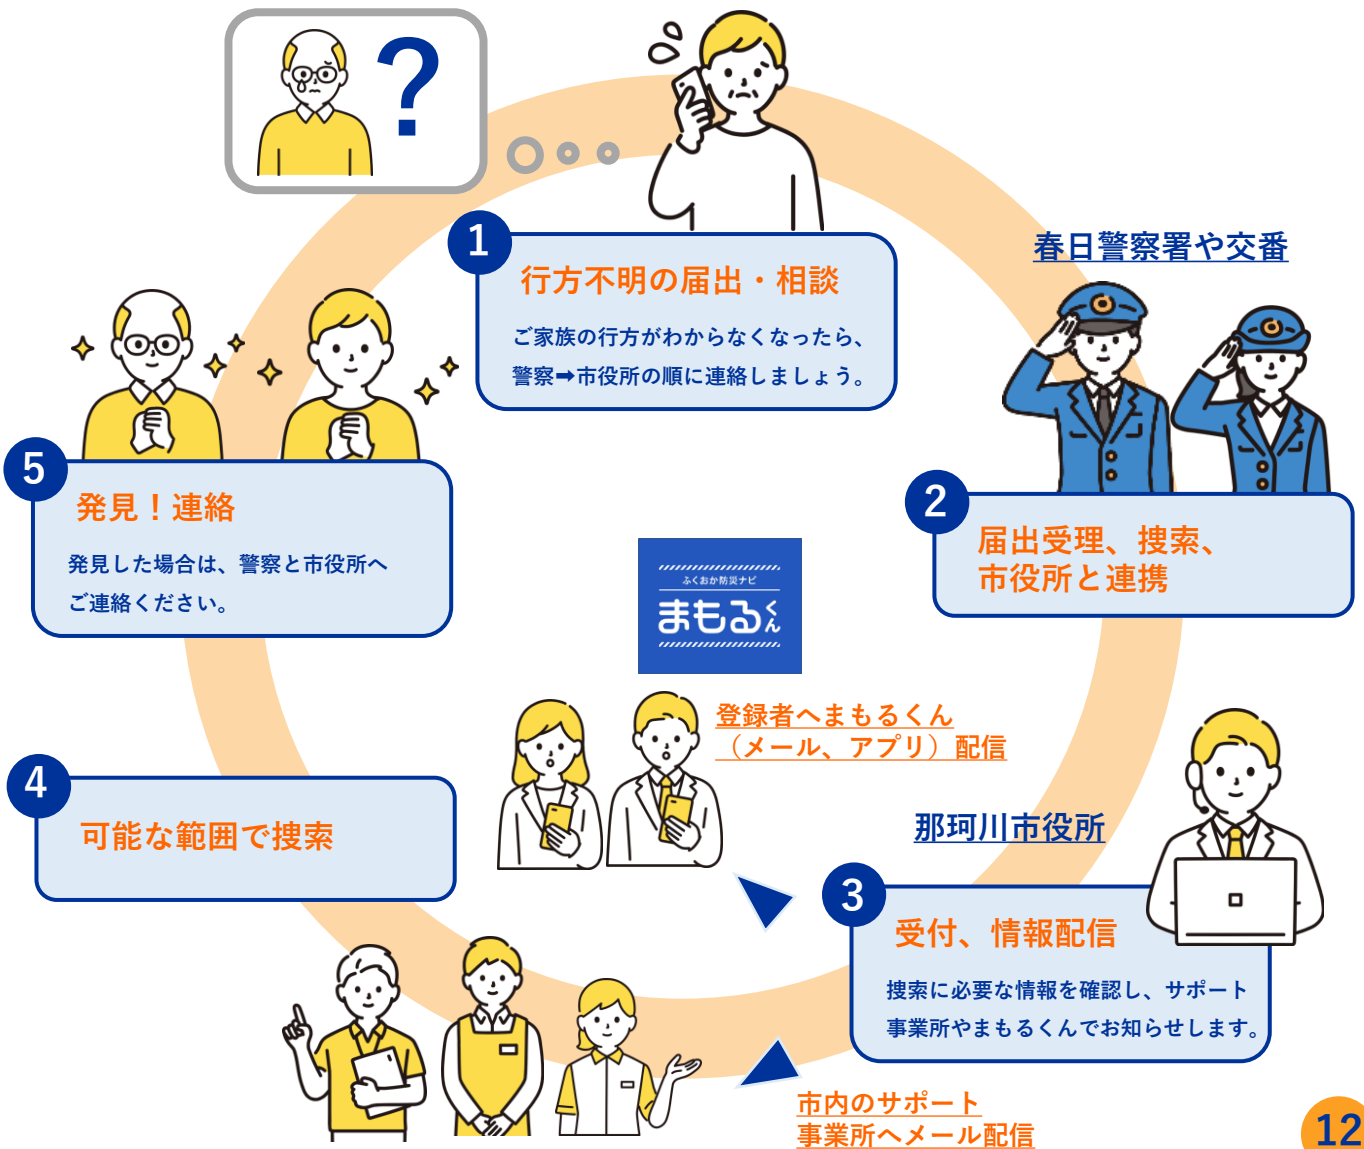 ?
1
行方不明の届出・相談
ご家族の行方がわからなくなったら、
警察➡市役所の順に連絡しましょう。
春日警察署や交番
2
届出受理、捜索、
市役所と連携
ふくおか防災ナビ
まもるくん
登録者へまもるくん
（メール、アプリ）配信
那珂川市役所
3
受付、情報配信
捜索に必要な情報を確認し、サポート
事業所やまもるくんでお知らせします。
市内のサポート
事業所へメール配信
4
可能な範囲で捜索
5
発見！連絡
発見した場合は、警察と市役所へ
ご連絡ください。
12